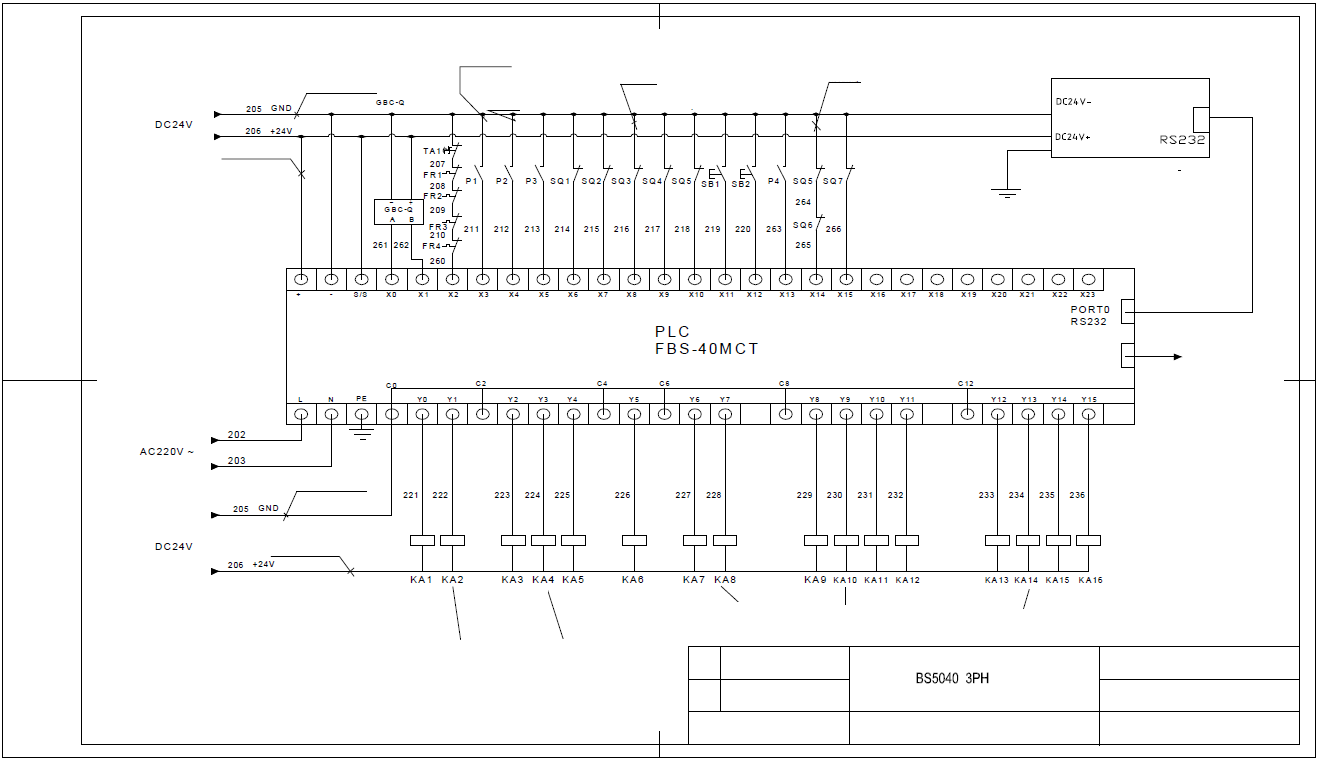 GBC-Q
205 GND
DC24V
206 +24V
DC24V-
DC24V+
RS232
TA1
207
FR1
208
FR2
209
FR3
210
FR4
260
GBC-Q
- +
A B
261 262
P1 P2 P3 SQ1 SQ2 SQ3 SQ4 SQ5 SB1 SB2 P4 SQ5 SQ7
264
SQ6
265
211 212 213 214 215 216 217 218 219 220 263 266
+ - S/S X0 X1 X2 X3 X4 X5 X6 X7 X8 X9 X10 X11 X12 X13 X14 X15 X16 X17 X18 X19 X20 X21 X22 X23
PORT0
RS232
PLC
FBS-40MCT
C0 C2 C4 C6 C8 C12
L N PE Y0 Y1 Y2 Y3 Y4 Y5 Y6 Y7 Y8 Y9 Y10 Y11 Y12 Y13 Y14 Y15
202
AC220V ~
203
221 222 223 224 225 226 227 228 229 230 231 232 233 234 235 236
205 GND
DC24V
206 +24V
KA1 KA2 KA3 KA4 KA5 KA6 KA7 KA8 KA9 KA10 KA11 KA12 KA13 KA14 KA15 KA16
BS5040 3PH